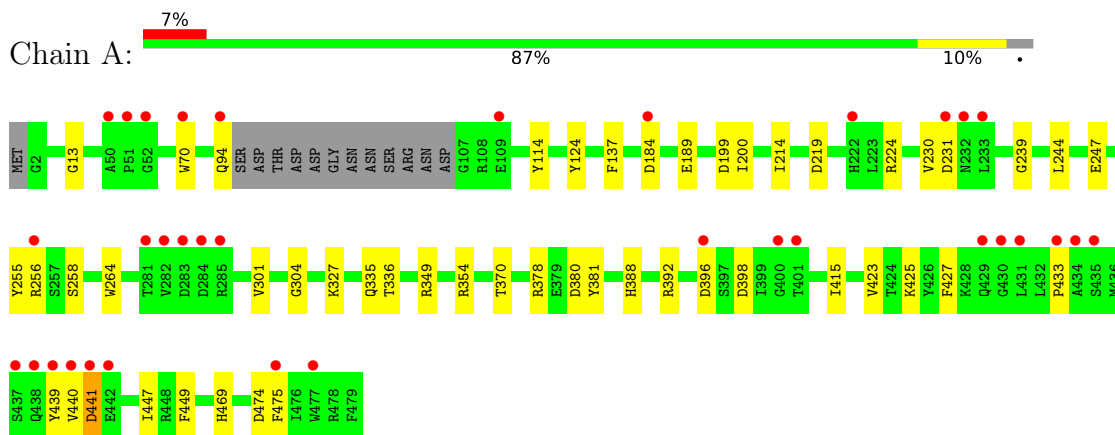 7%
Chain A:
87% 10% •
MET G2 G13 A50 P51 G52 W70 Q94 SER ASP THR ASP ASP GLY ASN ASN SER ARG ASN ASP G107 R108 E109 Y114 Y124 F137 D184 E189 D199 I200 I214 D219 H222 L223 R224 V230 D231 N232 L233 G239 L244 E247
Y255 R256 S257 S258 W264 T281 V282 D283 D284 R285 V301 G304 K327 Q335 T336 R349 R354 T370 R378 E379 D380 Y381 H388 R392 D396 S397 D398 I399 G400 T401 I415 V423 T424 K425 Y426 F427 K428 Q429 G430 L431 L432 P433 A434 S435 M436
S437 Q438 Y439 V440 D441 E442 I447 R448 F449 H469 D474 F475 I476 W477 R478 F479